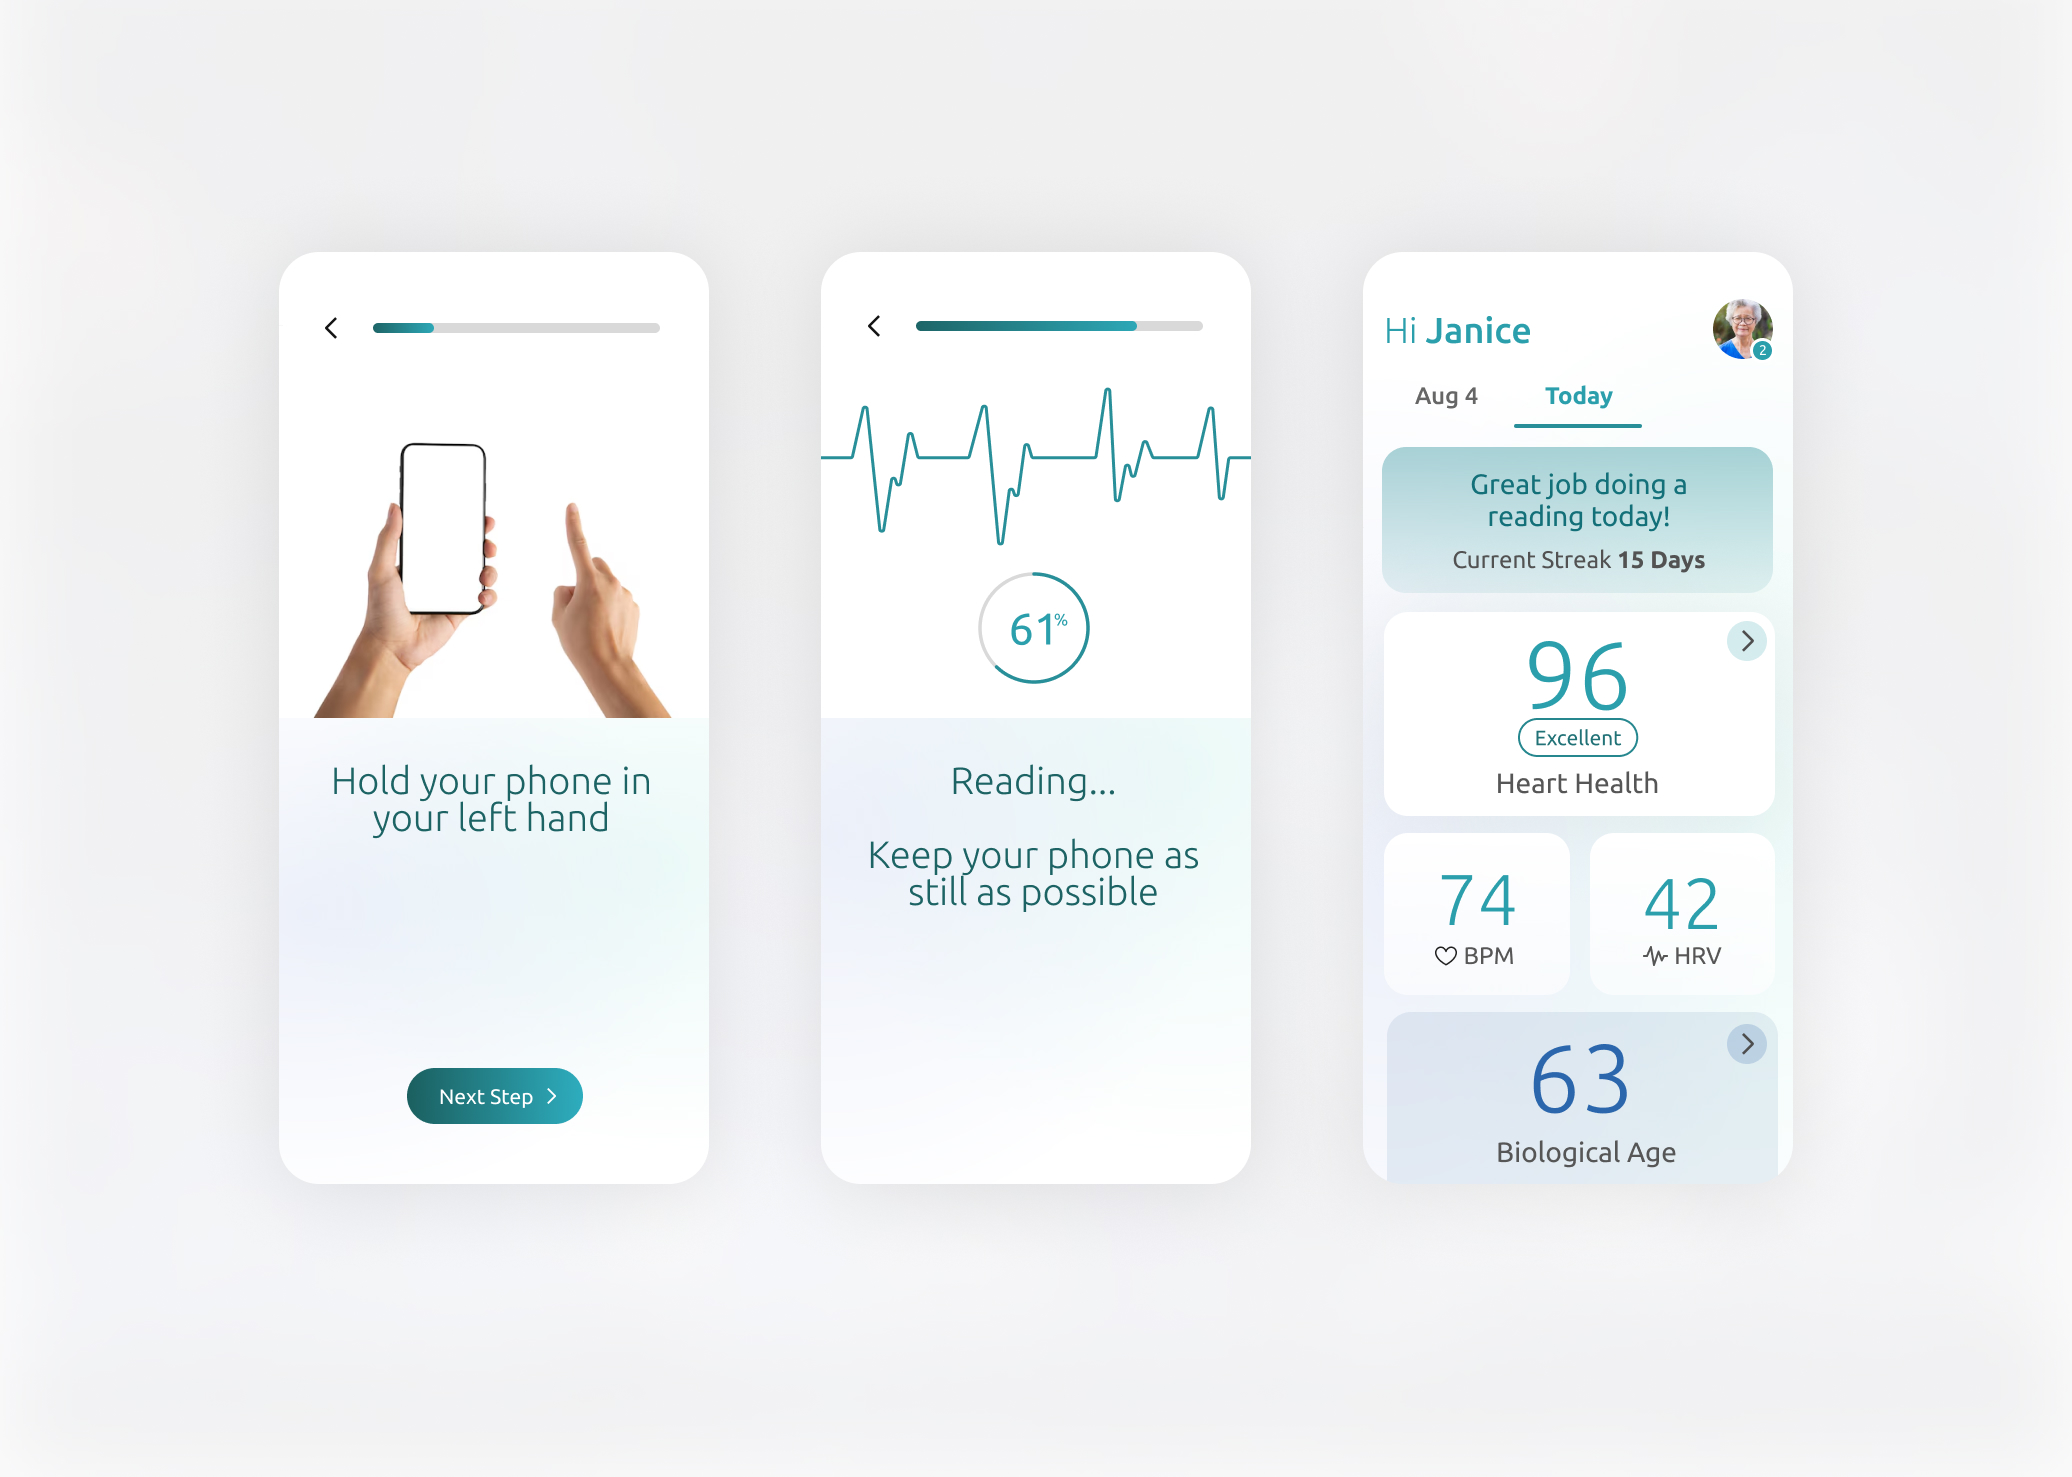 Hold your phone in
your left hand
Next Step
61%
Reading...
Keep your phone as
still as possible
Hi Janice
2
Aug 4
Today
Great job doing a
reading today!
Current Streak 15 Days
96
Excellent
Heart Health
74
BPM
42
HRV
63
Biological Age